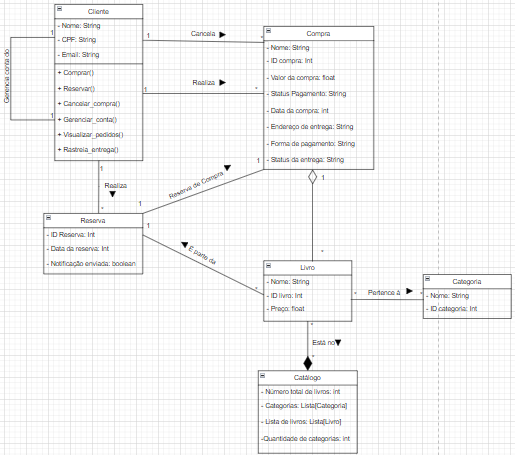 Cliente
- Nome: String
- CPF: String
- Email: String
+ Comprar()
+ Reservar()
+ Cancelar_compra()
+ Gerenciar_conta()
+ Visualizar_pedidos()
+ Rastreia_entrega()
Gerencia conta do
1
1
Cancela
1
*
Realiza
1
*
Compra
- Nome: String
- ID compra: Int
- Valor da compra: float
- Status Pagamento: String
- Data da compra: int
- Endereço de entrega: String
- Forma de pagamento: String
- Status da entrega: String
1
Realiza
*
Reserva de Compra
1
1
1
*
Reserva
- ID Reserva: Int
- Data da reserva: Int
- Notificação enviada: boolean
É parte da
1
*
Livro
- Nome: String
- ID livro: Int
- Preço: float
Pertence à
*
*
Categoria
- Nome: String
- ID categoria: Int
*
Está no
*
Catálogo
- Número total de livros: int
- Categorias: Lista[Categoria]
- Lista de livros: Lista[Livro]
-Quantidade de categorias: int